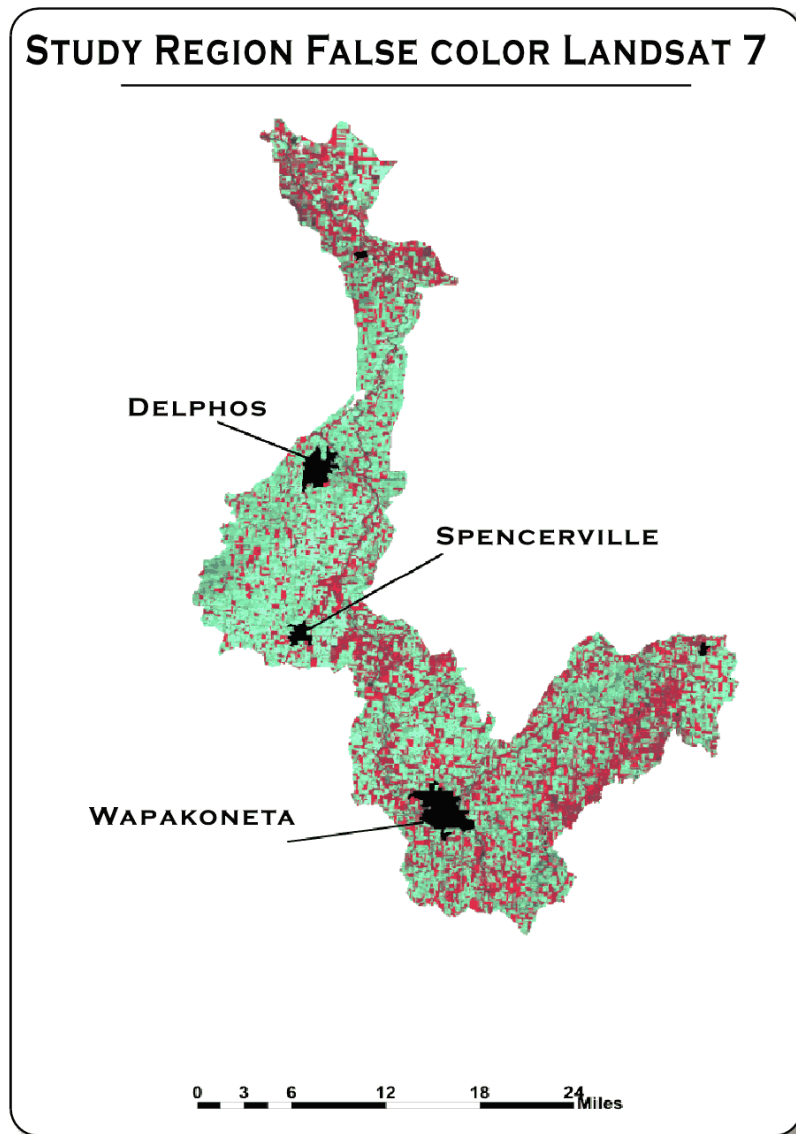 STUDY REGION FALSE COLOR LANDSAT 7
DELPHOS
SPENCERVILLE
WAPAKONETA
0 3 6 12 18 24
Miles